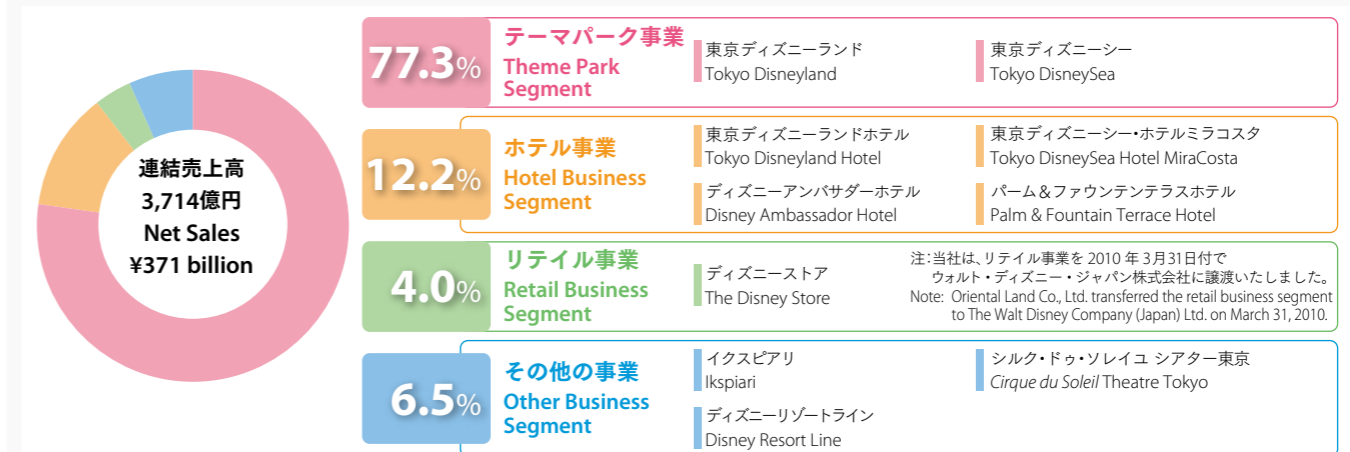 連結売上高
3,714億円
Net Sales
¥371 billion
77.3%
テーマパーク事業
Theme Park
Segment
東京ディズニーランド
Tokyo Disneyland
東京ディズニーシー
Tokyo DisneySea
12.2%
ホテル事業
Hotel Business
Segment
東京ディズニーランドホテル
Tokyo Disneyland Hotel
東京ディズニーシー・ホテルミラコスタ
Tokyo DisneySea Hotel MiraCosta
ディズニーアンバサダーホテル
Disney Ambassador Hotel
パーム&ファウンテンテラスホテル
Palm & Fountain Terrace Hotel
4.0%
リテイル事業
Retail Business
Segment
ディズニーストア
The Disney Store
注:当社は、リテイル事業を 2010 年 3月31日付で
ウォルト・ディズニー・ジャパン株式会社に譲渡いたしました。
Note: Oriental Land Co., Ltd. transferred the retail business segment
to The Walt Disney Company (Japan) Ltd. on March 31, 2010.
6.5%
その他の事業
Other Business
Segment
イクスピアリ
Ikspiari
シルク・ドゥ・ソレイユ シアター東京
Cirque du Soleil Theatre Tokyo
ディズニーリゾートライン
Disney Resort Line